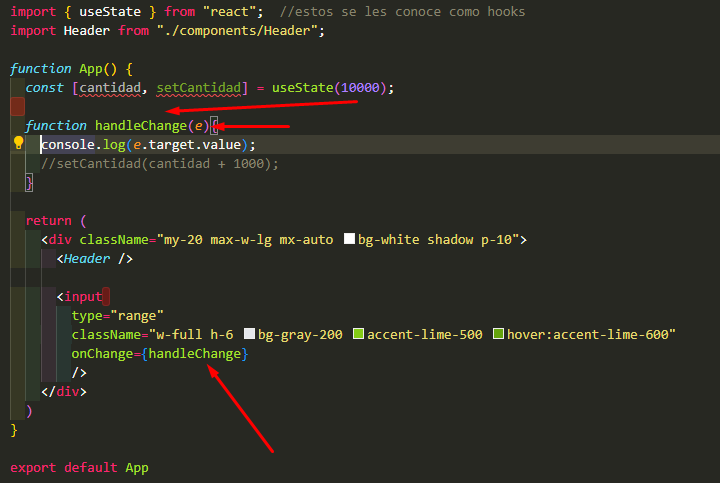 import { useState } from "react";  //estos se les conoce como hooks
import Header from "./components/Header";
function App() {
  const [cantidad, setCantidad] = useState(10000);
  function handleChange(e){
    console.log(e.target.value);
    //setCantidad(cantidad + 1000);
  }
  return (
    <div className="my-20 max-w-lg mx-auto bg-white shadow p-10">
      <Header />
      <input
        type="range"
        className="w-full h-6 bg-gray-200 accent-lime-500 hover:accent-lime-600"
        onChange={handleChange}
        />
    </div>
  )
}
export default App